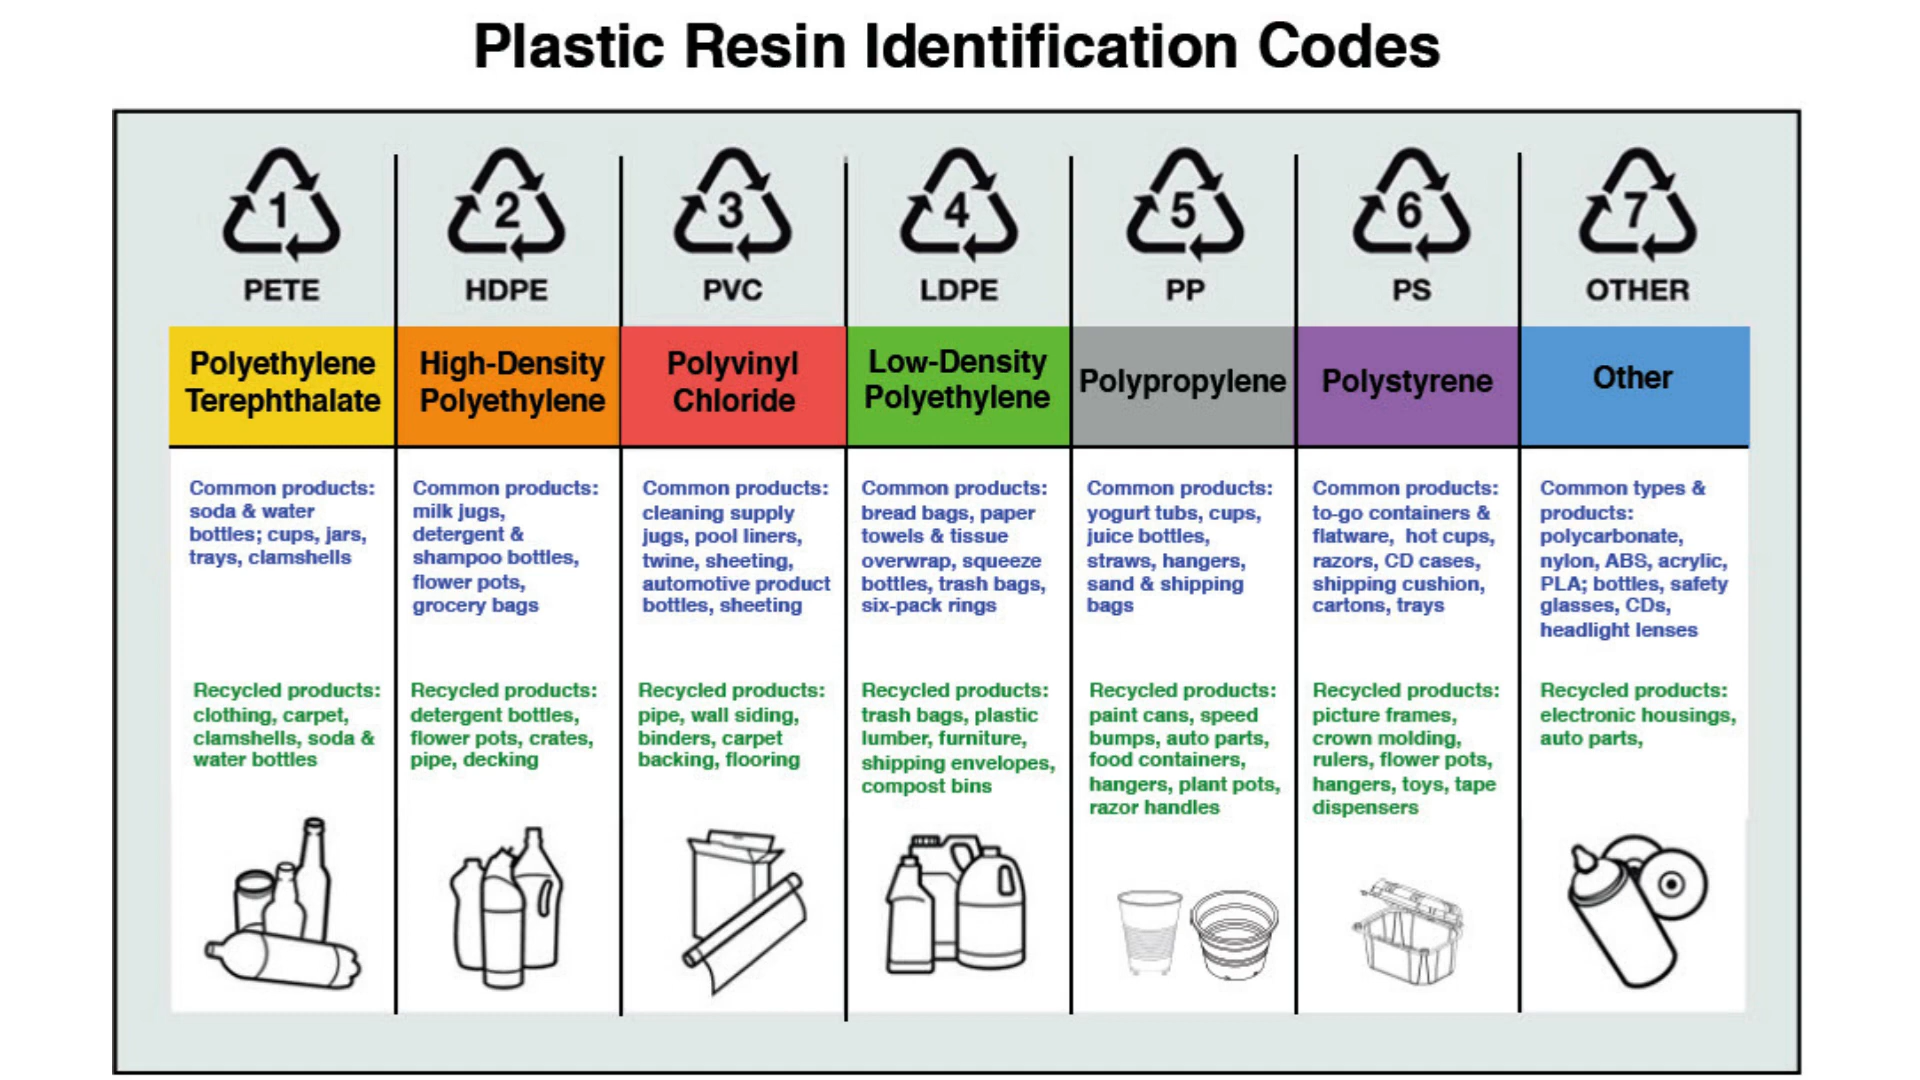 Plastic Resin Identification Codes
1
PETE
Polyethylene
Terephthalate
Common products:
soda & water
bottles; cups, jars,
trays, clamshells
Recycled products:
clothing, carpet,
clamshells, soda &
water bottles
2
HDPE
High-Density
Polyethylene
Common products:
milk jugs,
detergent &
shampoo bottles,
flower pots,
grocery bags
Recycled products:
detergent bottles,
flower pots, crates,
pipe, decking
3
PVC
Polyvinyl
Chloride
Common products:
cleaning supply
jugs, pool liners,
twine, sheeting,
automotive product
bottles, sheeting
Recycled products:
pipe, wall siding,
binders, carpet
backing, flooring
4
LDPE
Low-Density
Polyethylene
Common products:
bread bags, paper
towels & tissue
overwrap, squeeze
bottles, trash bags,
six-pack rings
Recycled products:
trash bags, plastic
lumber, furniture,
shipping envelopes,
compost bins
5
PP
Polypropylene
Common products:
yogurt tubs, cups,
juice bottles,
straws, hangers,
sand & shipping
bags
Recycled products:
paint cans, speed
bumps, auto parts,
food containers,
hangers, plant pots,
razor handles
6
PS
Polystyrene
Common products:
to-go containers &
flatware, hot cups,
razors, CD cases,
shipping cushion,
cartons, trays
Recycled products:
picture frames,
crown molding,
rulers, flower pots,
hangers, toys, tape
dispensers
7
OTHER
Other
Common types &
products:
polycarbonate,
nylon, ABS, acrylic,
PLA; bottles, safety
glasses, CDs,
headlight lenses
Recycled products:
electronic housings,
auto parts,